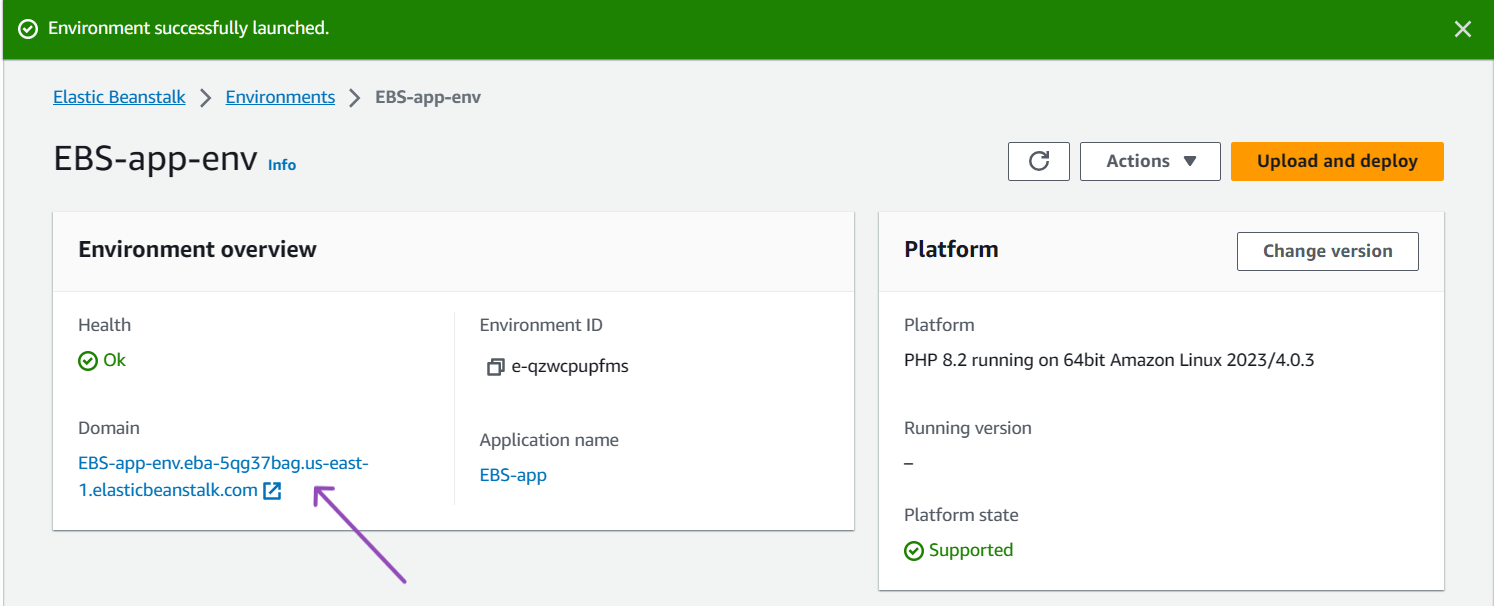 Environment successfully launched.
Elastic Beanstalk > Environments > EBS-app-env
EBS-app-env Info
Actions
Upload and deploy
Environment overview
Health
Ok
Domain
EBS-app-env.eba-5qg37bag.us-east-
1.elasticbeanstalk.com
Environment ID
e-qzwcpupfms
Application name
EBS-app
Platform
Change version
Platform
PHP 8.2 running on 64bit Amazon Linux 2023/4.0.3
Running version
–
Platform state
Supported